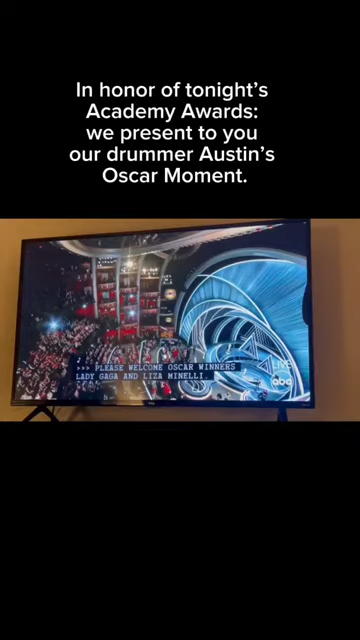 In honor of tonight's
Academy Awards:
we present to you
our drummer Austin's
Oscar Moment.
♪
>>> PLEASE WELCOME OSCAR WINNERS
LADY GAGA AND LIZA MINELLI.
LIVE
abc